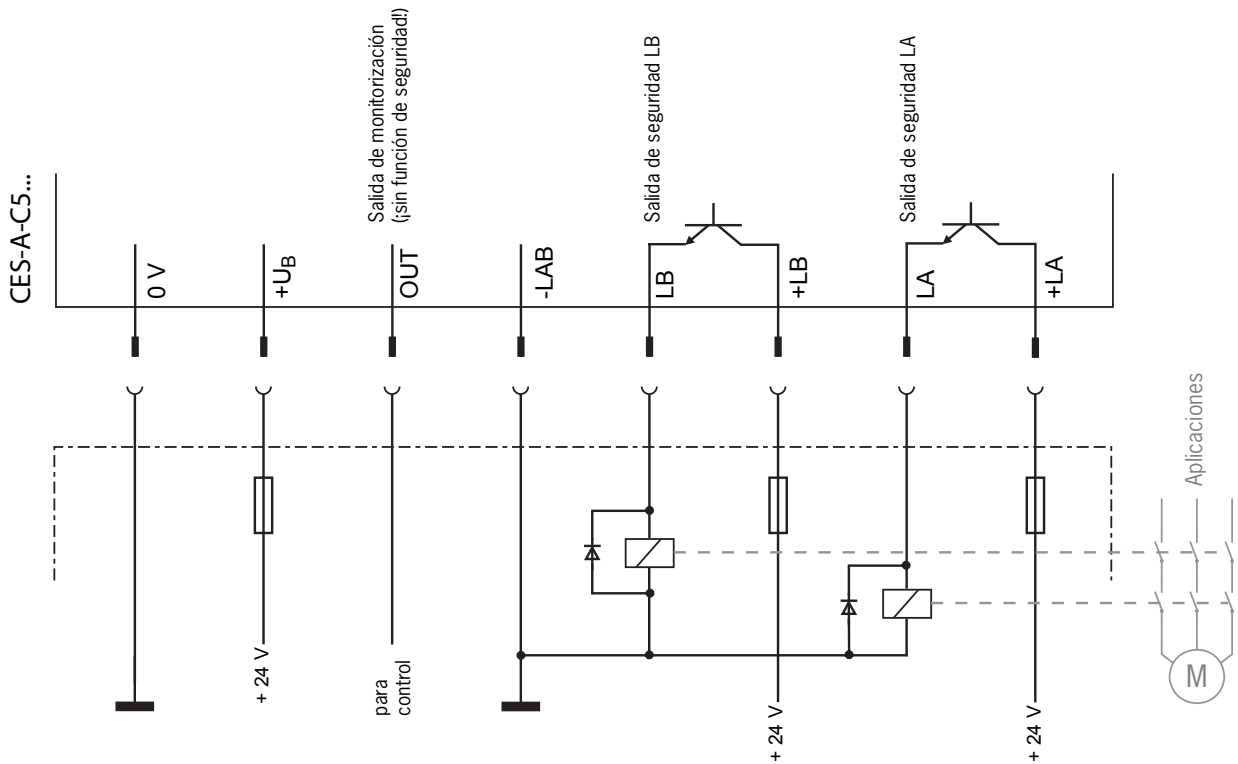 CES-A-C5...
0 V
+UB
OUT
Salida de monitorización
(¡sin función de seguridad!)
-LAB
LB
Salida de seguridad LB
+LB
LA
Salida de seguridad LA
+LA
+ 24 V
para
control
+ 24 V
+ 24 V
Aplicaciones
M